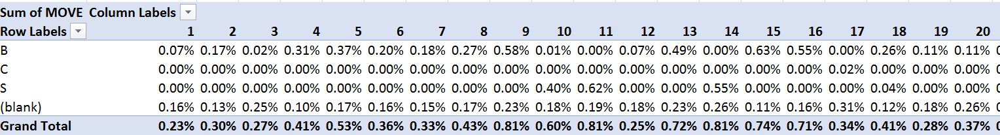 Sum of MOVE Column Labels
Row Labels 1 2 3 4 5 6 7 8 9 10 11 12 13 14 15 16 17 18 19 20
B 0.07% 0.17% 0.02% 0.31% 0.37% 0.20% 0.18% 0.27% 0.58% 0.01% 0.00% 0.07% 0.49% 0.00% 0.63% 0.55% 0.00% 0.26% 0.11% 0.11%
C 0.00% 0.00% 0.00% 0.00% 0.00% 0.00% 0.00% 0.00% 0.00% 0.00% 0.00% 0.00% 0.00% 0.00% 0.00% 0.00% 0.02% 0.00% 0.00% 0.00%
S 0.00% 0.00% 0.00% 0.00% 0.00% 0.00% 0.00% 0.00% 0.00% 0.40% 0.62% 0.00% 0.00% 0.55% 0.00% 0.00% 0.00% 0.04% 0.00% 0.00%
(blank) 0.16% 0.13% 0.25% 0.10% 0.17% 0.16% 0.15% 0.17% 0.23% 0.18% 0.19% 0.18% 0.23% 0.26% 0.11% 0.16% 0.31% 0.12% 0.18% 0.26%
Grand Total 0.23% 0.30% 0.27% 0.41% 0.53% 0.36% 0.33% 0.43% 0.81% 0.60% 0.81% 0.25% 0.72% 0.81% 0.74% 0.71% 0.34% 0.41% 0.28% 0.37%